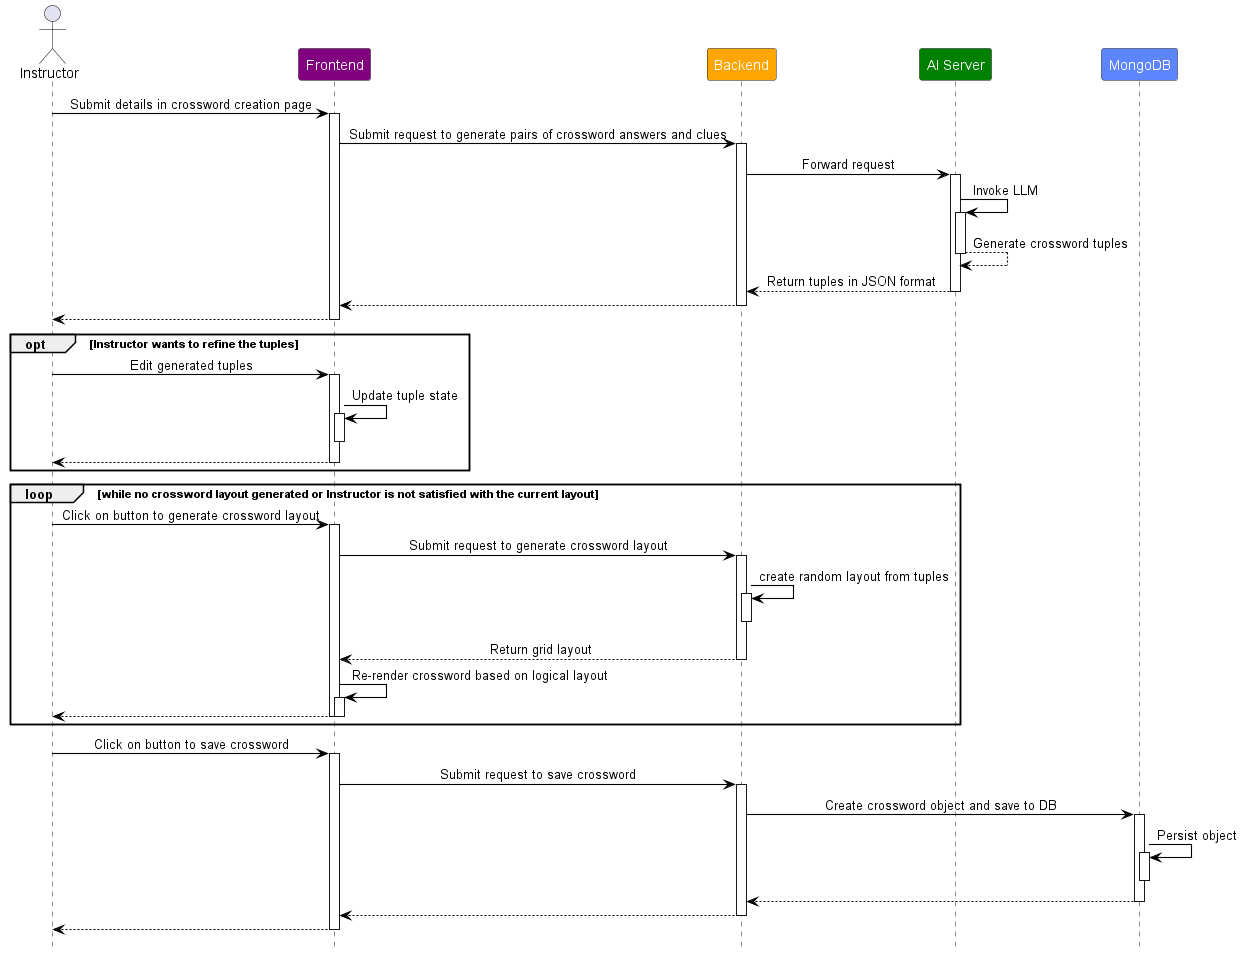 Instructor
Frontend
Backend
AI Server
MongoDB
Submit details in crossword creation page
Submit request to generate pairs of crossword answers and clues
Forward request
Invoke LLM
Generate crossword tuples
Return tuples in JSON format
opt
[Instructor wants to refine the tuples]
Edit generated tuples
Update tuple state
loop
[while no crossword layout generated or Instructor is not satisfied with the current layout]
Click on button to generate crossword layout
Submit request to generate crossword layout
create random layout from tuples
Return grid layout
Re-render crossword based on logical layout
Click on button to save crossword
Submit request to save crossword
Create crossword object and save to DB
Persist object